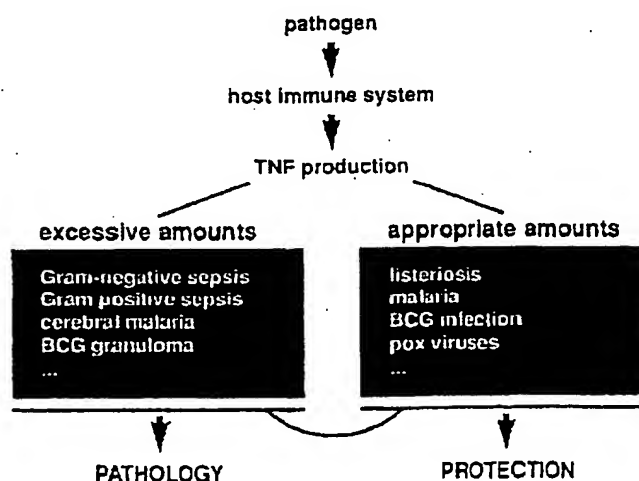 pathogen
host immune system
TNF production
excessive amounts
Gram-negative sepsis
Gram positive sepsis
cerebral malaria
BCG granuloma
...
appropriate amounts
listeriosis
malaria
BCG infection
pox viruses
...
PATHOLOGY
PROTECTION